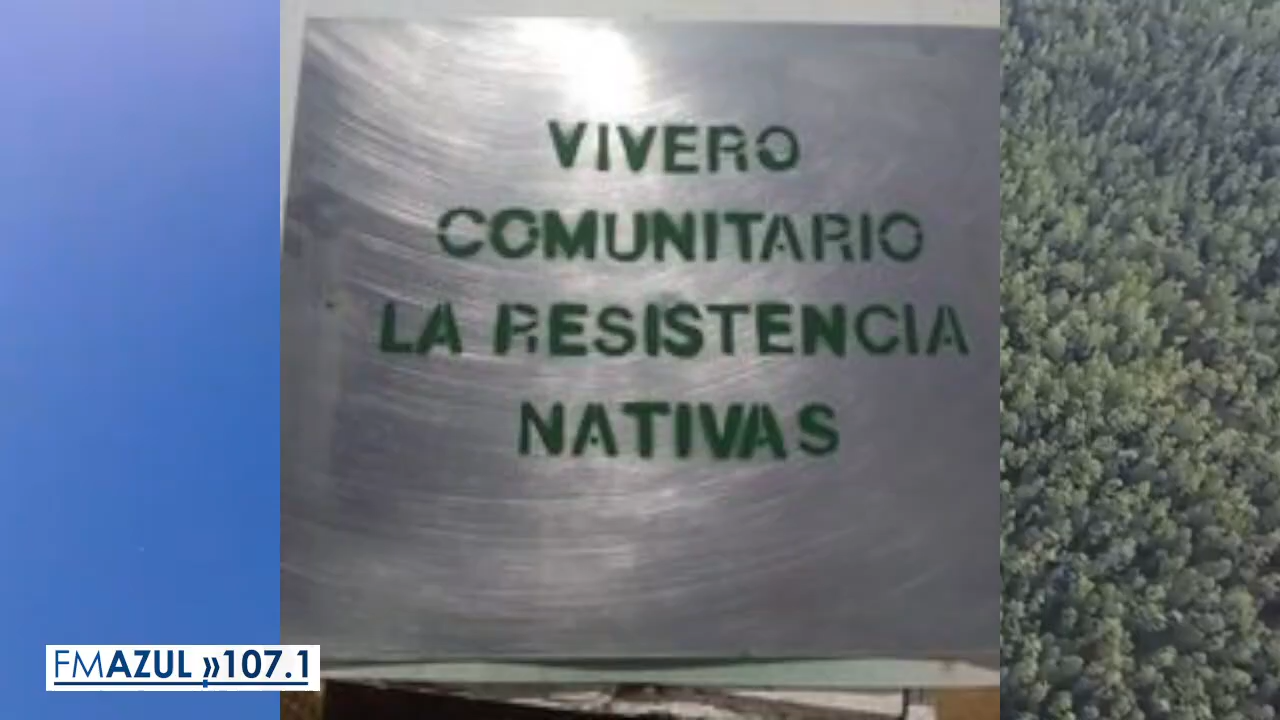 VIVERO
COMUNITARIO
LA RESISTENCIA
NATIVAS
FMAZUL »107.1